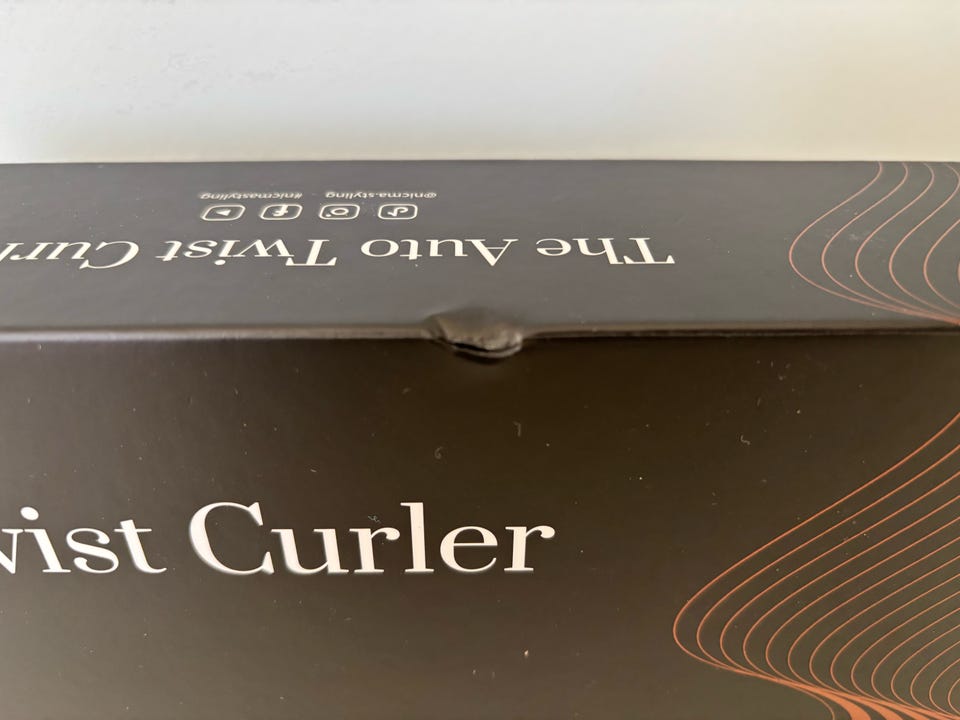 @nicma.styling #nicmastyling
The Auto Twist Curl
wist Curler